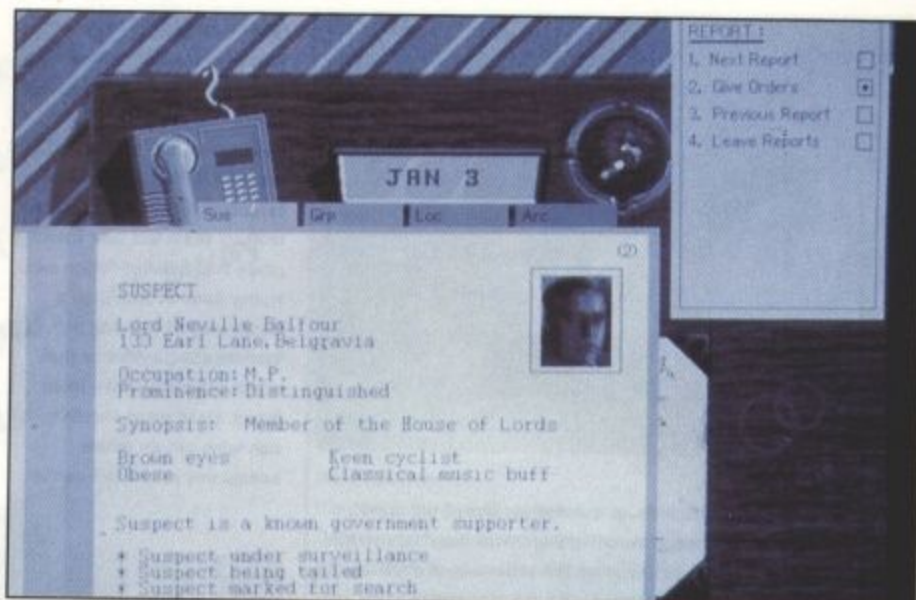 REPORT:
1. Next Report
2. Give Orders
3. Previous Report
4. Leave Reports
JAN 3
Sus
Grp
Loc
Arc
(2)
SUSPECT
Lord Neville Balfour
133 Earl Lane, Belgravia
Occupation: M.P.
Prominence: Distinguished
Synopsis: Member of the House of Lords
Brown eyes Keen cyclist
Obese Classical music buff
Suspect is a known government supporter.
* Suspect under surveillance
* Suspect being tailed
* Suspect marked for search